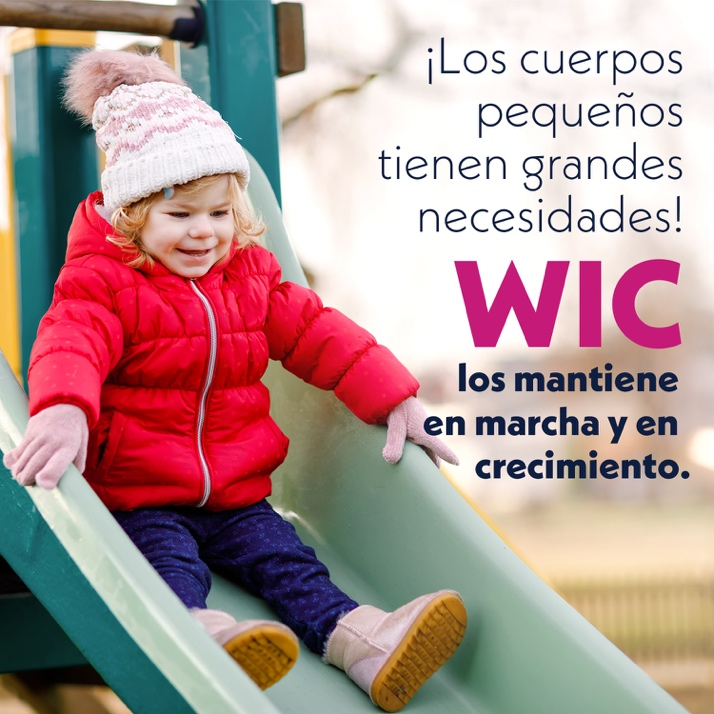 ¡Los cuerpos
pequeños
tienen grandes
necesidades!
WIC
los mantiene
en marcha y en
crecimiento.